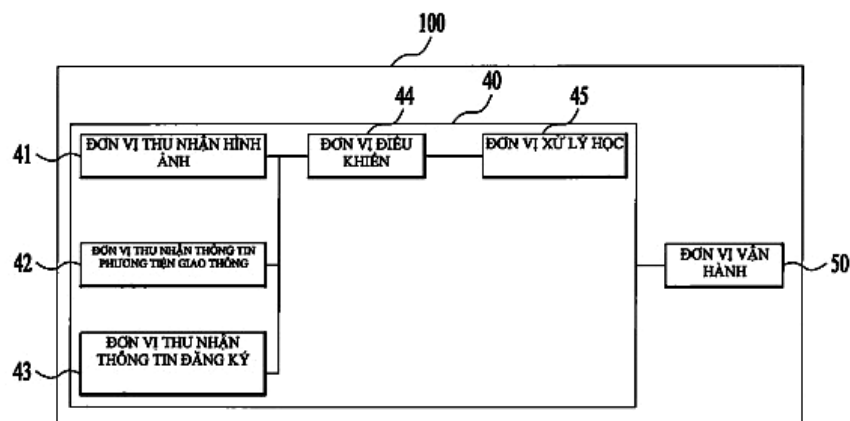 100
44
40
45
41
ĐƠN VỊ THU NHẬN HÌNH
ẢNH
ĐƠN VỊ ĐIỀU
KHIỂN
ĐƠN VỊ XỬ LÝ HỌC
42
ĐƠN VỊ THU NHẬN THÔNG TIN
PHƯƠNG TIỆN GIAO THÔNG
ĐƠN VỊ VẬN
HÀNH
50
43
ĐƠN VỊ THU NHẬN
THÔNG TIN ĐĂNG KÝ